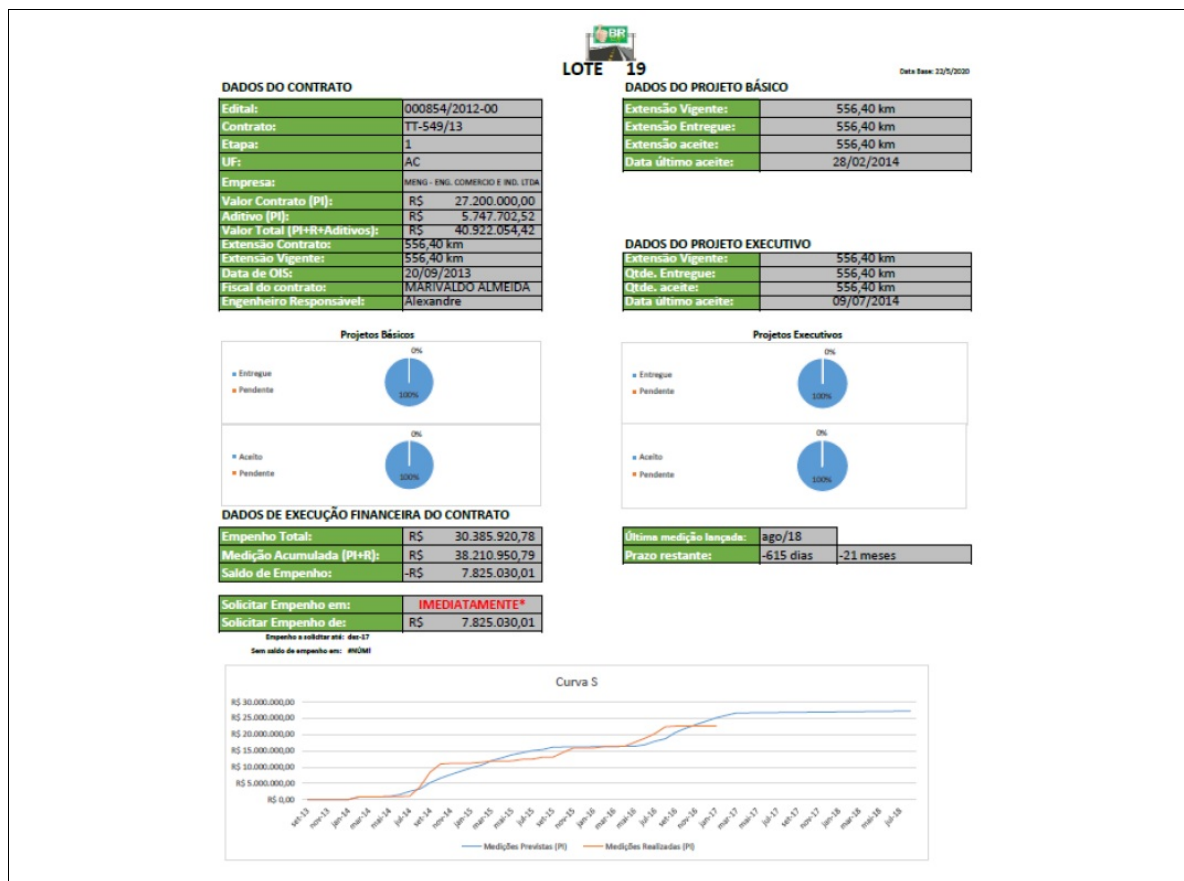 BR
LOTE 19
Data Base: 22/5/2020
DADOS DO CONTRATO
Edital: 000854/2012-00
Contrato: TT-549/13
Etapa: 1
UF: AC
Empresa: MENG - ENG. COMERCIO E IND. LTDA
Valor Contrato (PI): R$ 27.200.000,00
Aditivo (PI): R$ 5.747.702,52
Valor Total (PI+R+Aditivos): R$ 40.922.054,42
Extensão Contrato: 556,40 km
Extensão Vigente: 556,40 km
Data de OIS: 20/09/2013
Fiscal do contrato: MARIVALDO ALMEIDA
Engenheiro Responsável: Alexandre
DADOS DO PROJETO BÁSICO
Extensão Vigente: 556,40 km
Extensão Entregue: 556,40 km
Extensão aceite: 556,40 km
Data último aceite: 28/02/2014
DADOS DO PROJETO EXECUTIVO
Extensão Vigente: 556,40 km
Qtde. Entregue: 556,40 km
Qtde. aceite: 556,40 km
Data último aceite: 09/07/2014
Projetos Básicos
0%
Entregue
Pendente
100%
0%
Aceito
Pendente
100%
Projetos Executivos
0%
Entregue
Pendente
100%
0%
Aceito
Pendente
100%
DADOS DE EXECUÇÃO FINANCEIRA DO CONTRATO
Empenho Total: R$ 30.385.920,78
Medição Acumulada (PI+R): R$ 38.210.950,79
Saldo de Empenho: -R$ 7.825.030,01
Última medição lançada: ago/18
Prazo restante: -615 dias -21 meses
Solicitar Empenho em: IMEDIATAMENTE*
Solicitar Empenho de: R$ 7.825.030,01
Empenho a solicitar até: dez-17
Sem saldo de empenho em: #NÚM!
Curva S
R$ 30.000.000,00
R$ 25.000.000,00
R$ 20.000.000,00
R$ 15.000.000,00
R$ 10.000.000,00
R$ 5.000.000,00
R$ 0,00
set-13 nov-13 jan-14 mar-14 mai-14 jul-14 set-14 nov-14 jan-15 mar-15 mai-15 jul-15 set-15 nov-15 jan-16 mar-16 mai-16 jul-16 set-16 nov-16 jan-17 mar-17 mai-17 jul-17 set-17 nov-17 jan-18 mar-18 mai-18 jul-18
Medições Previstas (PI) Medições Realizadas (PI)